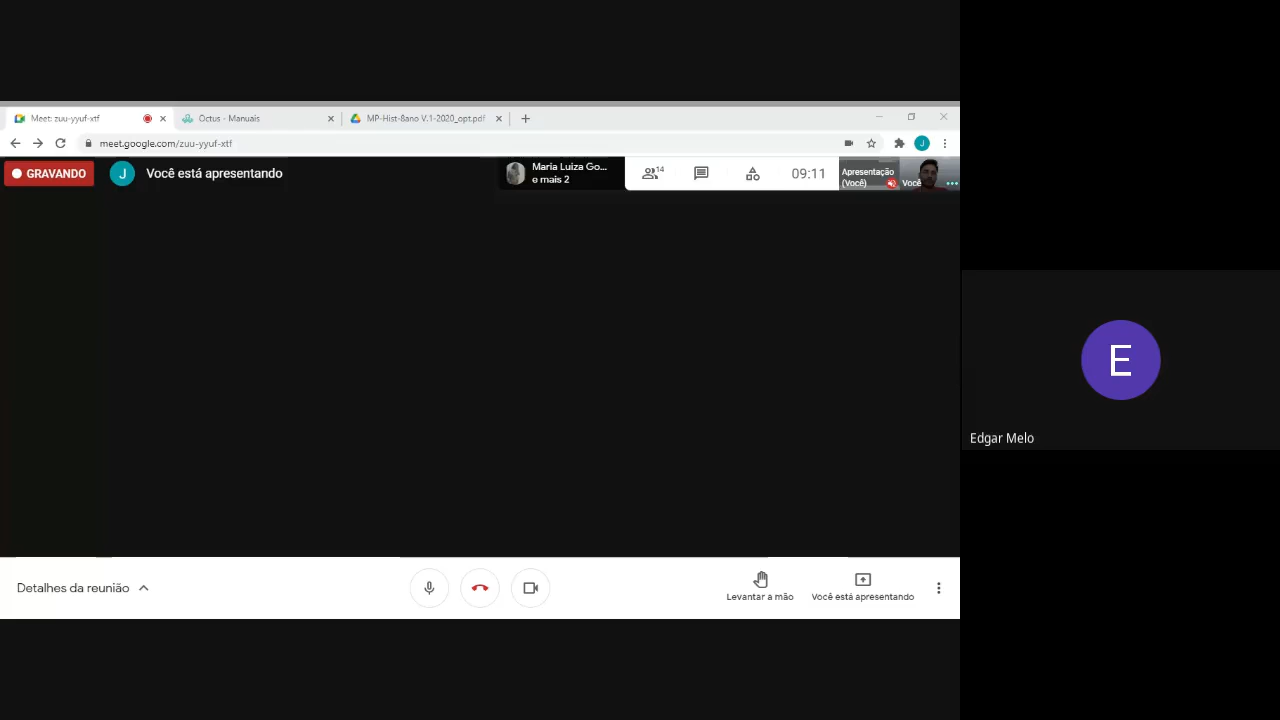 Meet: zuu-yyuf-xtf
Octus - Manuais
MP-Hist-8ano V.1-2020_opt.pdf
meet.google.com/zuu-yyuf-xtf
J
GRAVANDO
J
Você está apresentando
Maria Luiza Go...
e mais 2
14
09:11
Apresentação
(Você)
Você
E
Edgar Melo
Detalhes da reunião
Levantar a mão
Você está apresentando